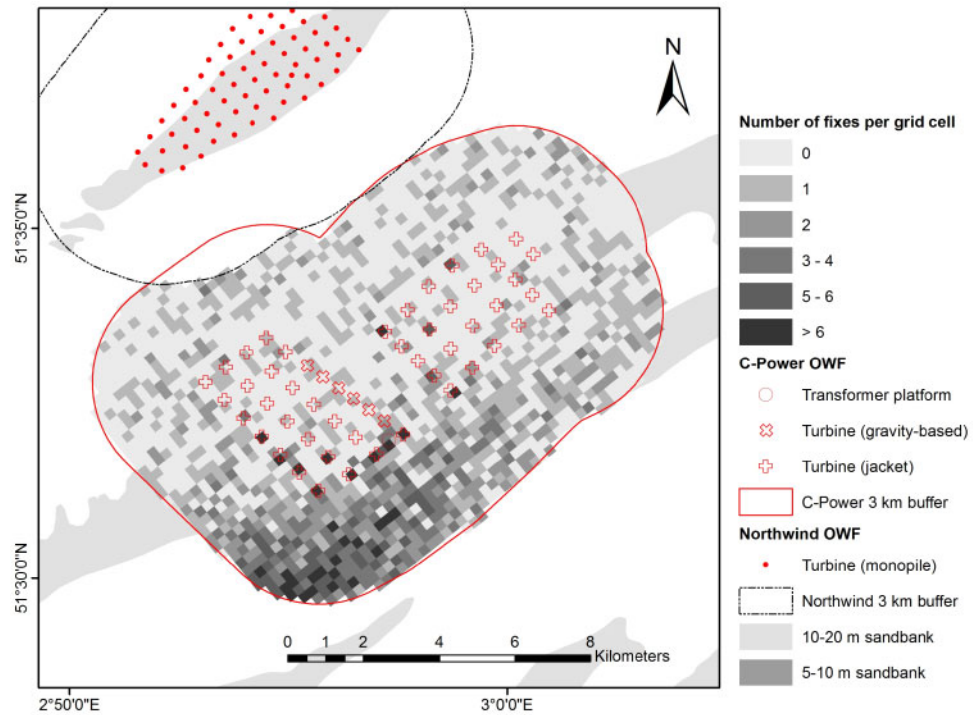 N
51°35'0"N
51°30'0"N
2°50'0"E
3°0'0"E
0 1 2 4 6 8
Kilometers
Number of fixes per grid cell
0
1
2
3 - 4
5 - 6
> 6
C-Power OWF
Transformer platform
Turbine (gravity-based)
Turbine (jacket)
C-Power 3 km buffer
Northwind OWF
Turbine (monopile)
Northwind 3 km buffer
10-20 m sandbank
5-10 m sandbank